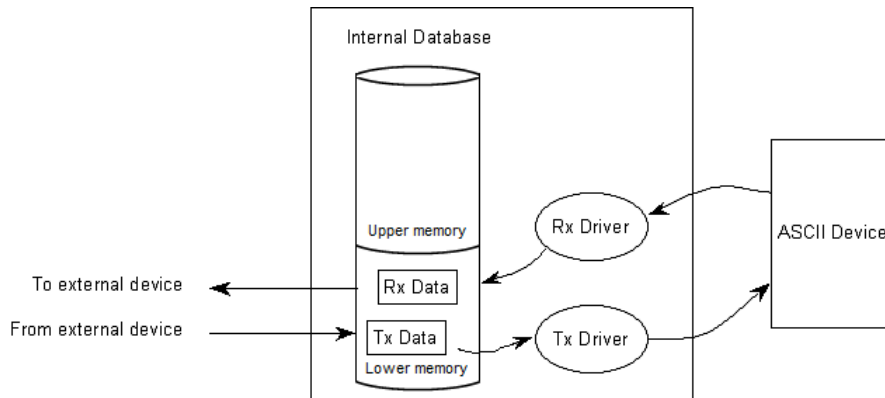 Internal Database
Upper memory
Rx Driver
ASCII Device
To external device
Rx Data
From external device
Tx Data
Tx Driver
Lower memory